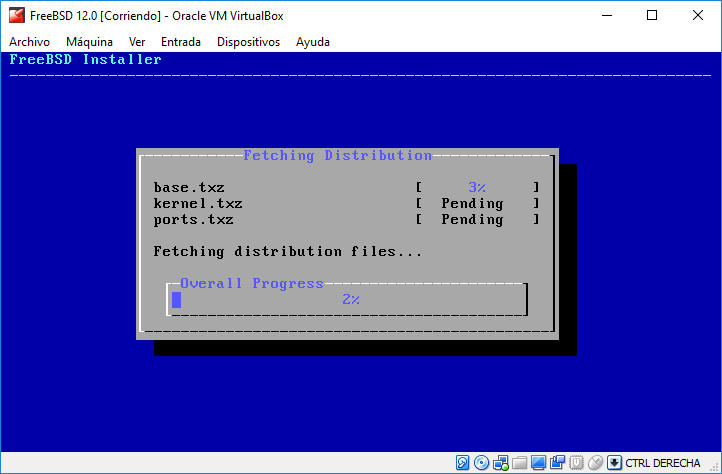 FreeBSD 12.0 [Corriendo] - Oracle VM VirtualBox
Archivo Máquina Ver Entrada Dispositivos Ayuda
FreeBSD Installer
Fetching Distribution
base.txz [ 3% ]
kernel.txz [ Pending ]
ports.txz [ Pending ]
Fetching distribution files...
Overall Progress
2%
CTRL DERECHA